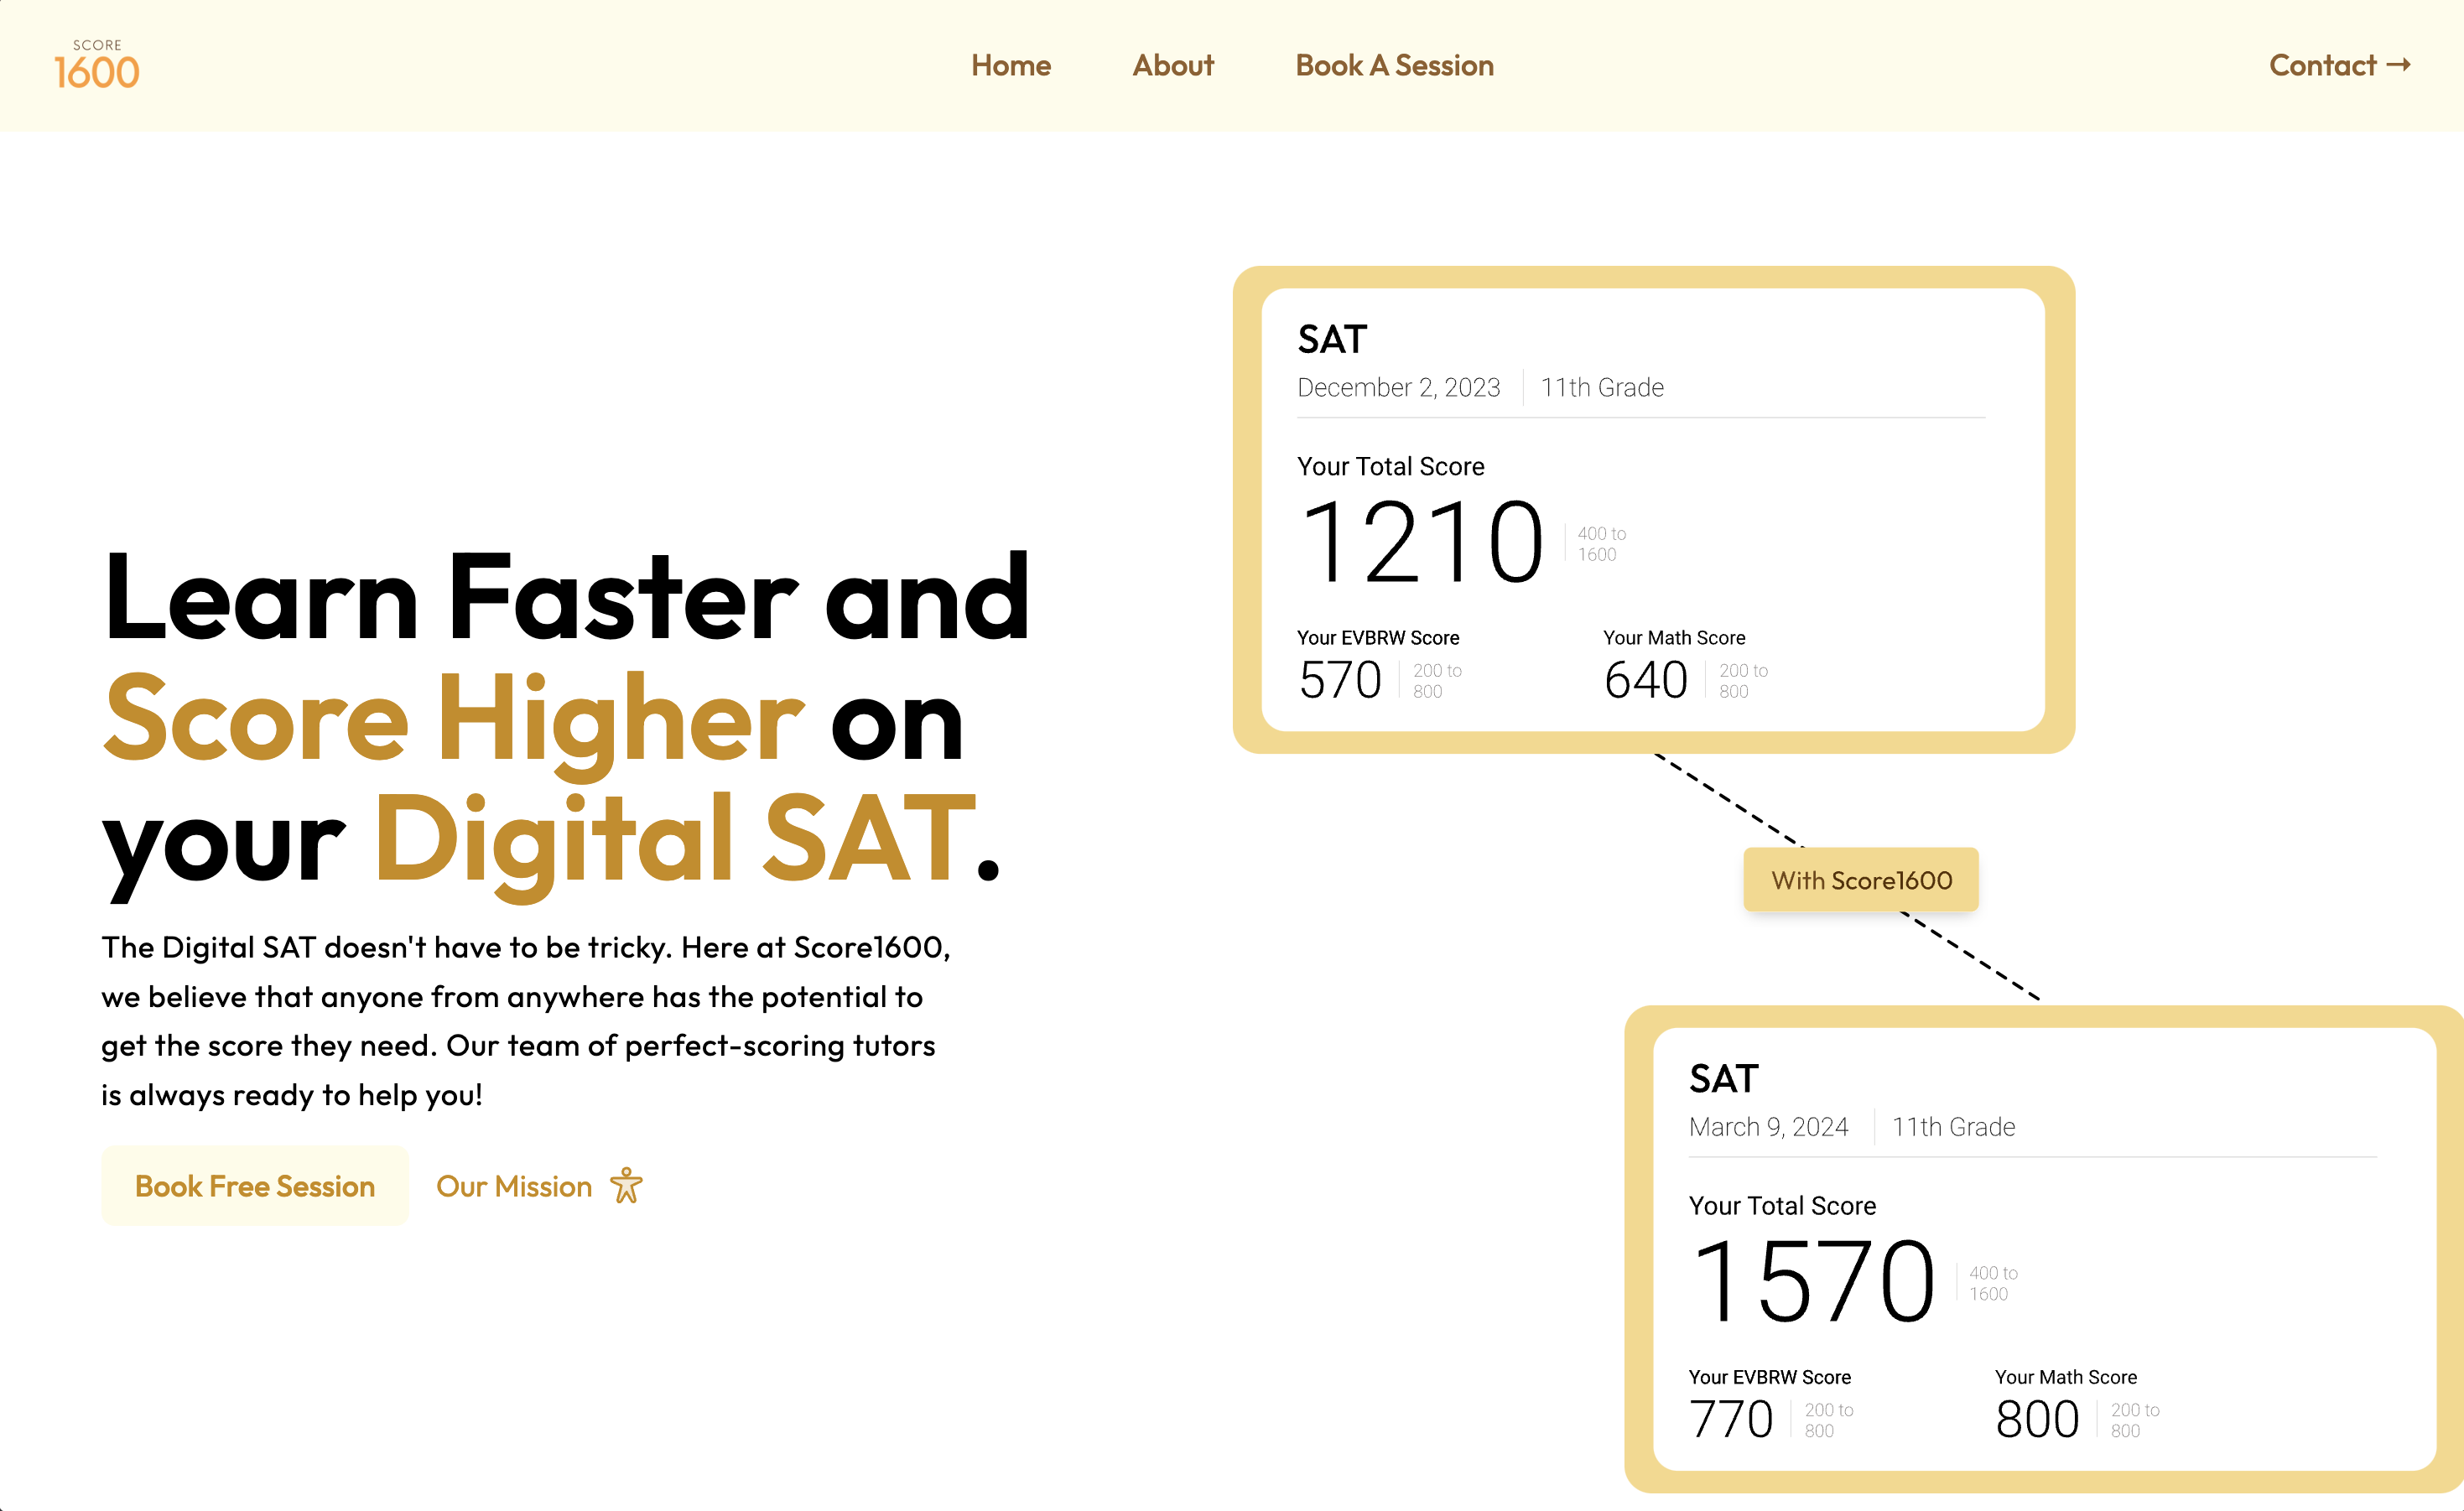 SCORE
1600
Home
About
Book A Session
Contact →
Learn Faster and
Score Higher on
your Digital SAT.
The Digital SAT doesn't have to be tricky. Here at Score1600,
we believe that anyone from anywhere has the potential to
get the score they need. Our team of perfect-scoring tutors
is always ready to help you!
Book Free Session
Our Mission
SAT
December 2, 2023 | 11th Grade
Your Total Score
1210
400 to
1600
Your EVBRW Score
570
200 to
800
Your Math Score
640
200 to
800
With Score1600
SAT
March 9, 2024 | 11th Grade
Your Total Score
1570
400 to
1600
Your EVBRW Score
770
200 to
800
Your Math Score
800
200 to
800